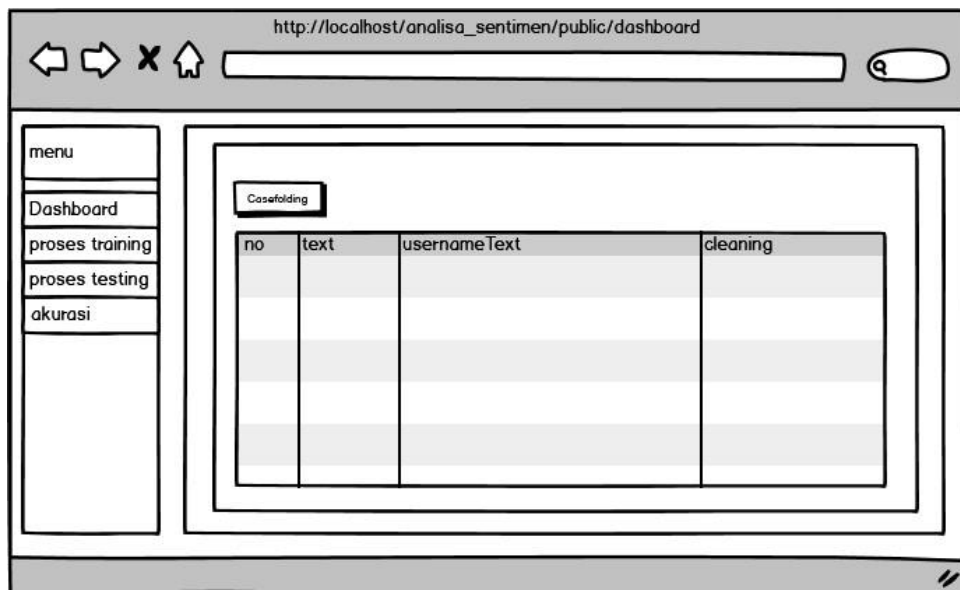 http://localhost/analisa_sentimen/public/dashboard
menu
Dashboard
proses training
proses testing
akurasi
Casefolding
no text usernameText cleaning